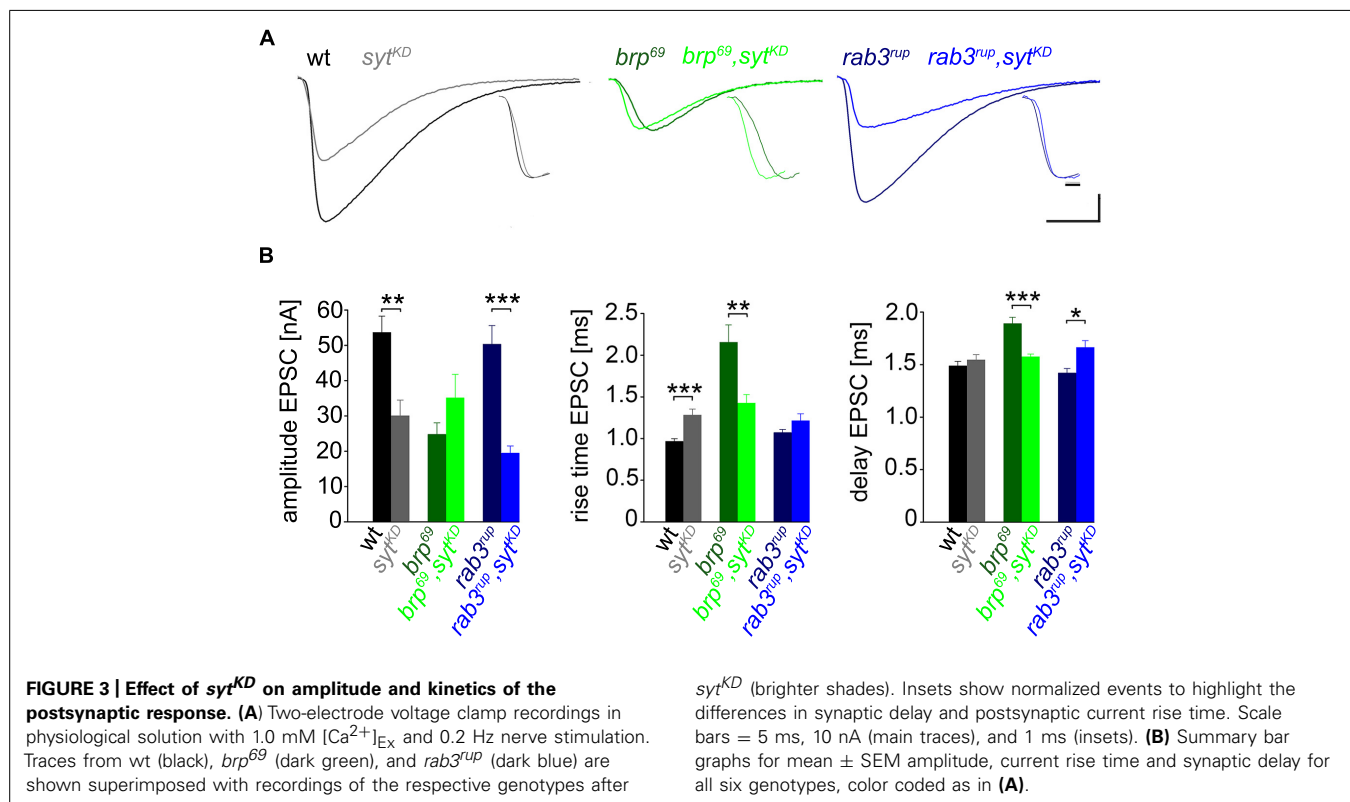 A
wt syt^KD brp^69 brp^69,syt^KD rab3^rup rab3^rup,syt^KD
B
amplitude EPSC [nA]
60
50
40
30
20
10
0
**
***
wt
syt^KD
brp^69
brp^69,syt^KD
rab3^rup
rab3^rup,syt^KD
rise time EPSC [ms]
2.5
2.0
1.5
1.0
0.5
0
***
**
wt
syt^KD
brp^69
brp^69,syt^KD
rab3^rup
rab3^rup,syt^KD
delay EPSC [ms]
2.0
1.5
1.0
0.5
0
***
*
wt
syt^KD
brp^69
brp^69,syt^KD
rab3^rup
rab3^rup,syt^KD
FIGURE 3 | Effect of syt^KD on amplitude and kinetics of the
postsynaptic response. (A) Two-electrode voltage clamp recordings in
physiological solution with 1.0 mM [Ca^2+]_Ex and 0.2 Hz nerve stimulation.
Traces from wt (black), brp^69 (dark green), and rab3^rup (dark blue) are
shown superimposed with recordings of the respective genotypes after
syt^KD (brighter shades). Insets show normalized events to highlight the
differences in synaptic delay and postsynaptic current rise time. Scale
bars = 5 ms, 10 nA (main traces), and 1 ms (insets). (B) Summary bar
graphs for mean ± SEM amplitude, current rise time and synaptic delay for
all six genotypes, color coded as in (A).